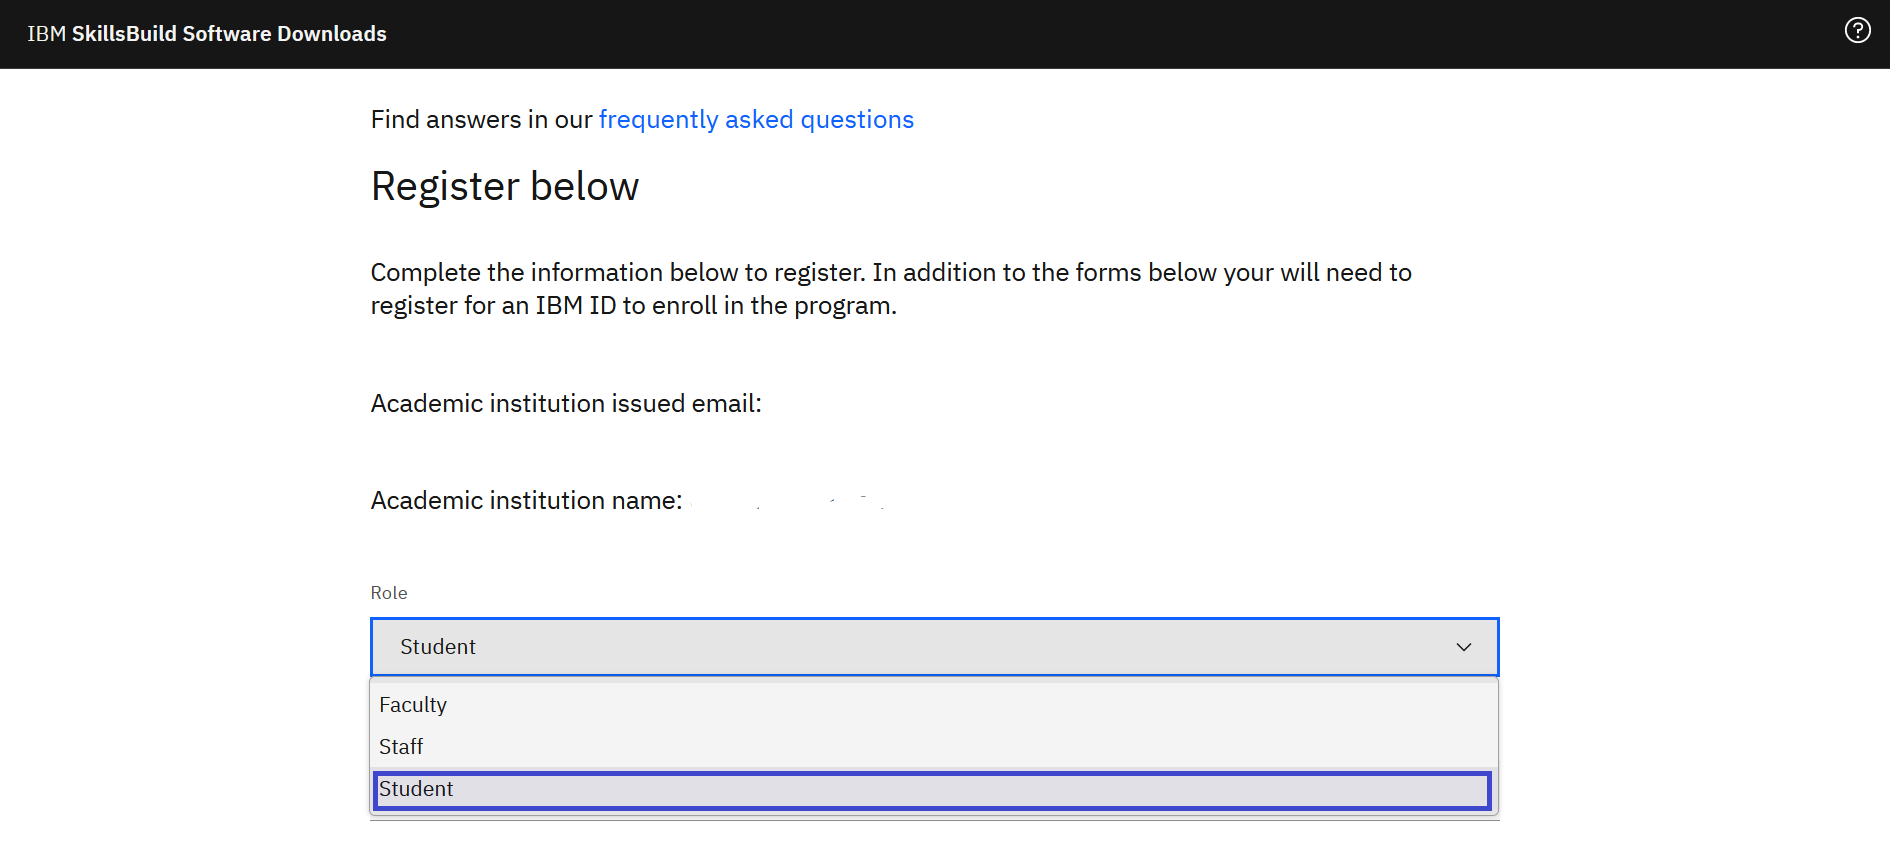 IBM SkillsBuild Software Downloads
Find answers in our frequently asked questions
Register below
Complete the information below to register. In addition to the forms below your will need to
register for an IBM ID to enroll in the program.
Academic institution issued email:
Academic institution name:
Role
Student
Faculty
Staff
Student